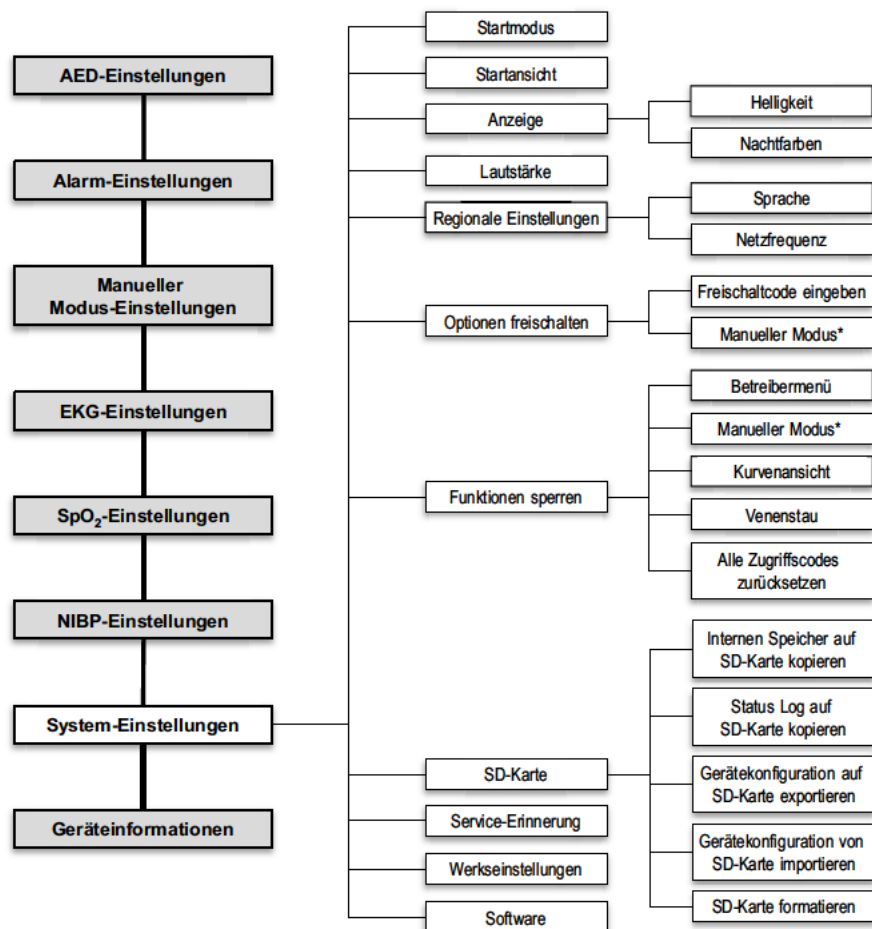 AED-Einstellungen
Alarm-Einstellungen
Manueller
Modus-Einstellungen
EKG-Einstellungen
SpO₂-Einstellungen
NIBP-Einstellungen
System-Einstellungen
Geräteinformationen
Startmodus
Startansicht
Anzeige
Lautstärke
Regionale Einstellungen
Optionen freischalten
Funktionen sperren
SD-Karte
Service-Erinnerung
Werkseinstellungen
Software
Helligkeit
Nachtfarben
Sprache
Netzfrequenz
Freischaltcode eingeben
Manueller Modus*
Betreibermenü
Manueller Modus*
Kurvenansicht
Venenstau
Alle Zugriffscodes
zurücksetzen
Internen Speicher auf
SD-Karte kopieren
Status Log auf
SD-Karte kopieren
Gerätekonfiguration auf
SD-Karte exportieren
Gerätekonfiguration von
SD-Karte importieren
SD-Karte formatieren